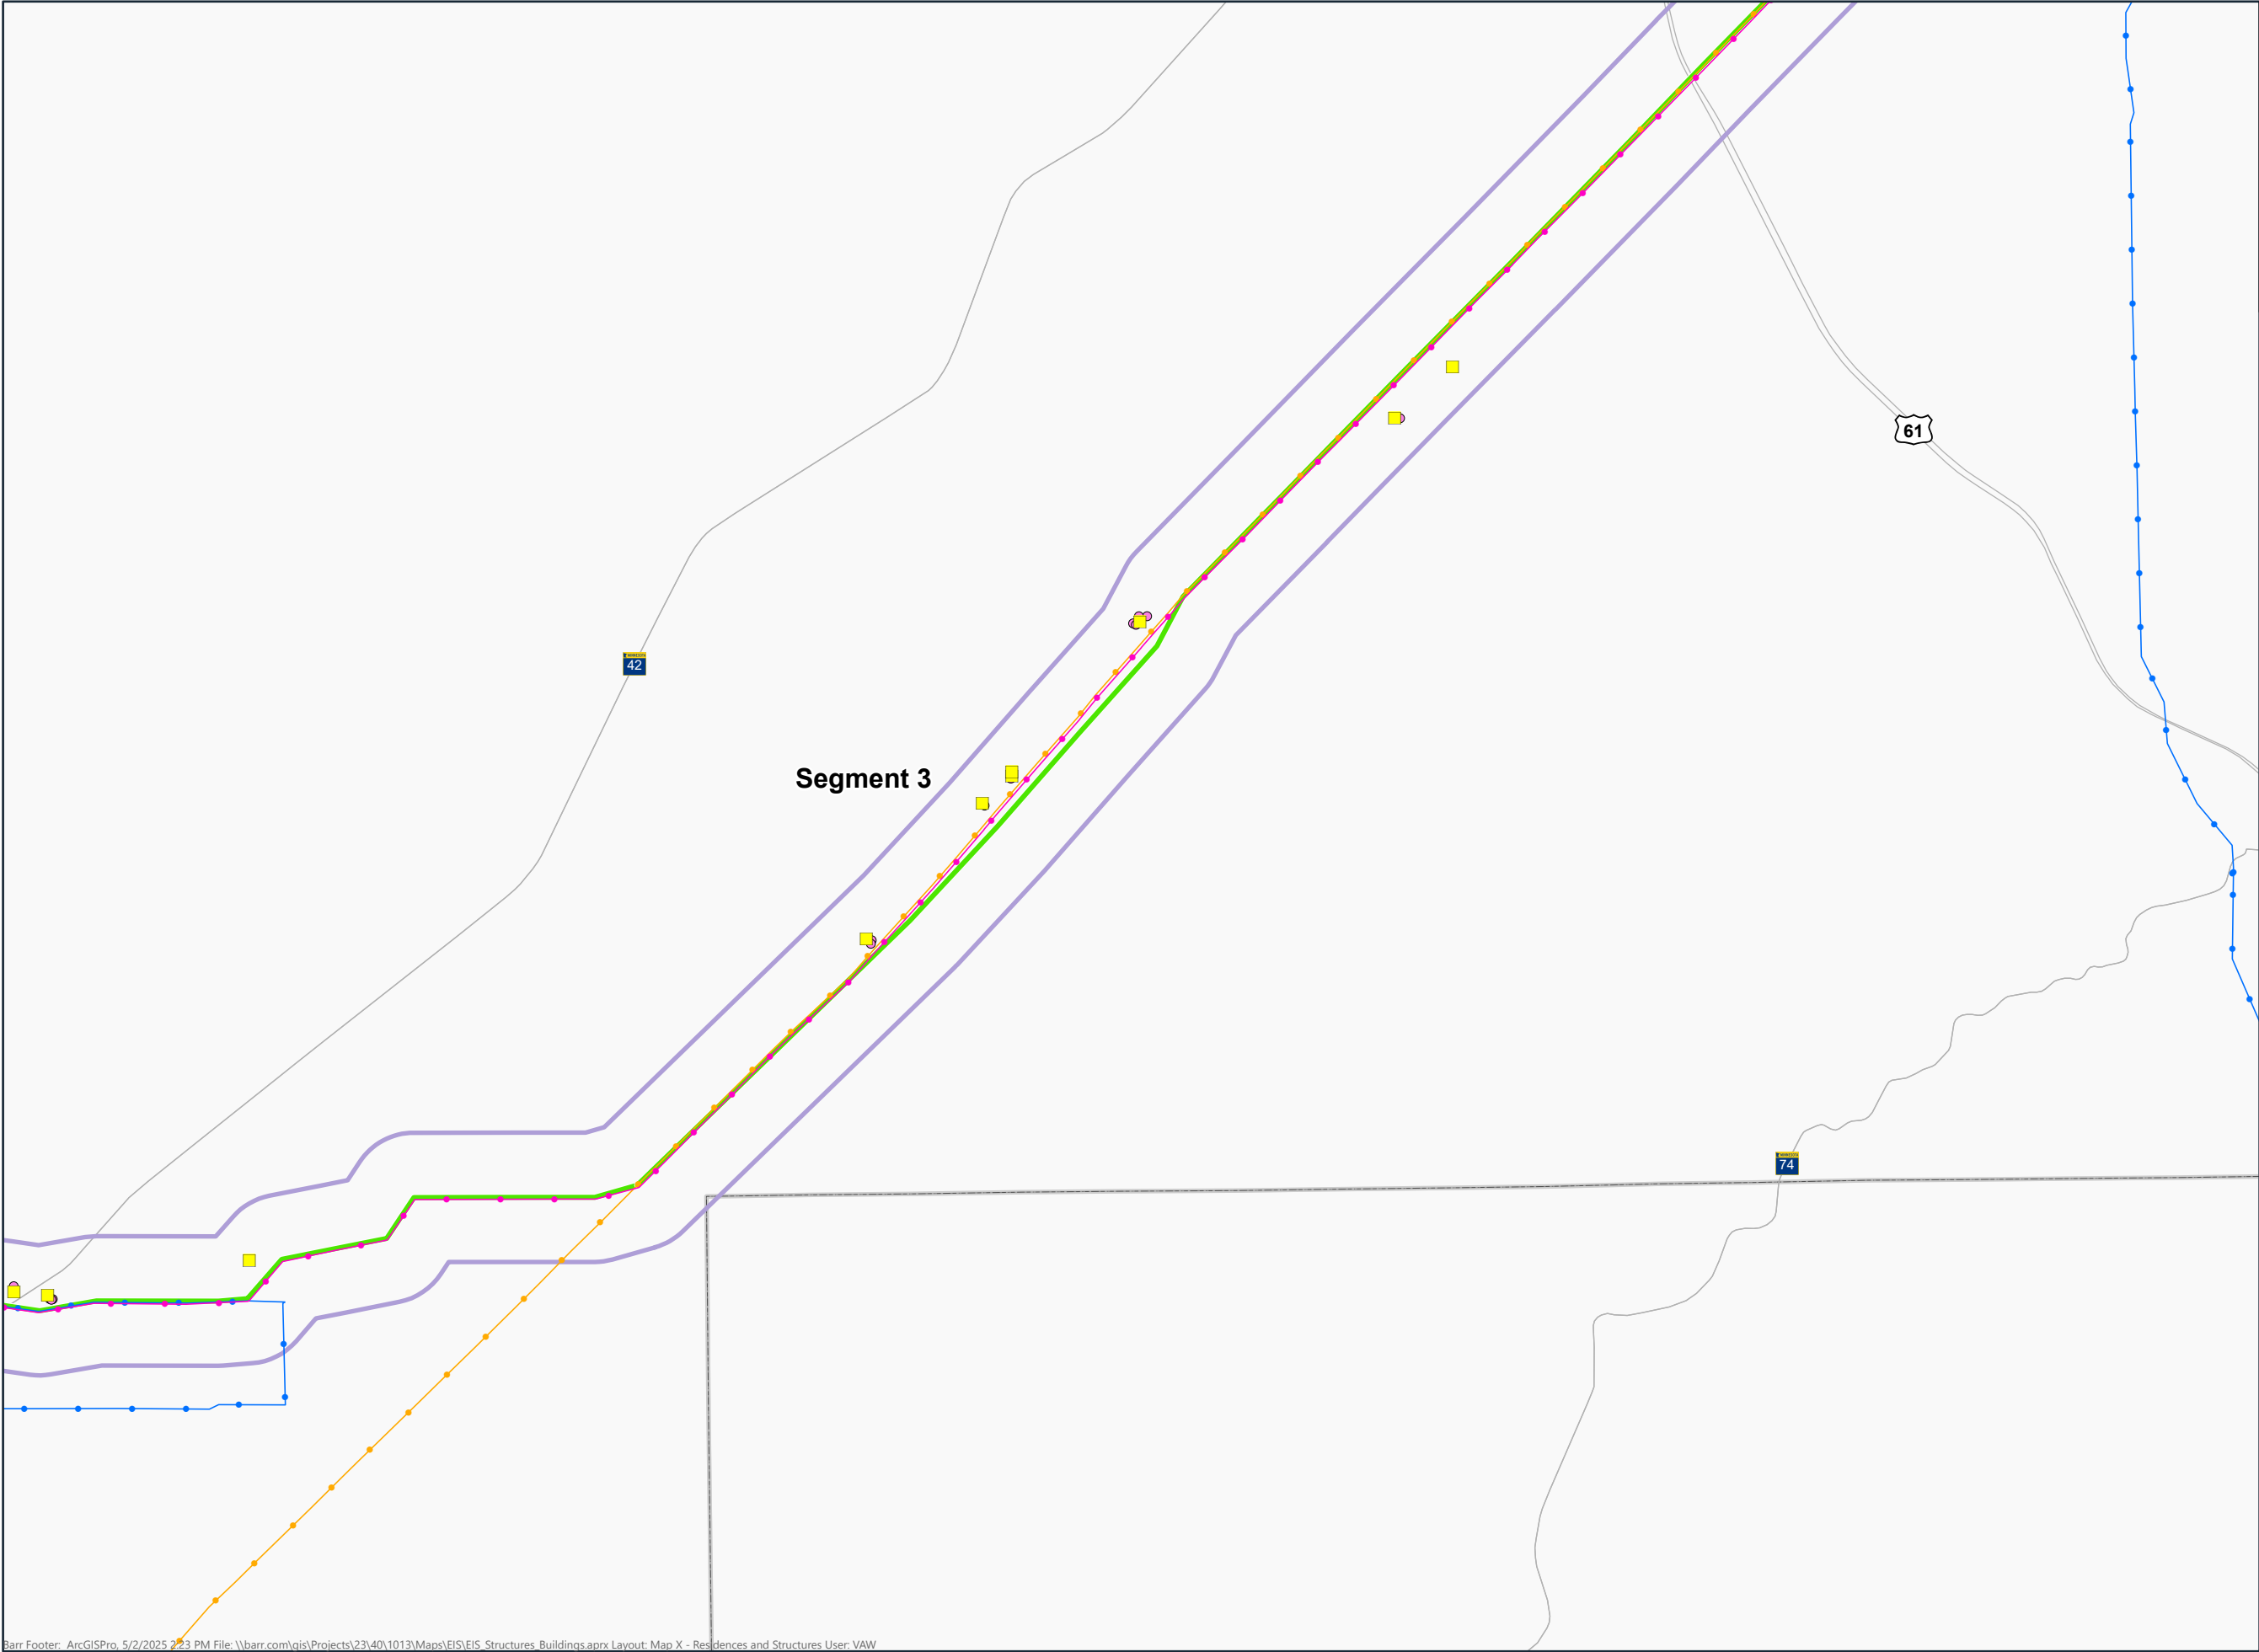 61
42
Segment 3
74
Barr Footer: ArcGISPro, 5/2/2025 2:23 PM File: \\barr.com\gis\Projects\23\40\1013\Maps\EIS\EIS_Structures_Buildings.aprx Layout: Map X - Residences and Structures User: VAW